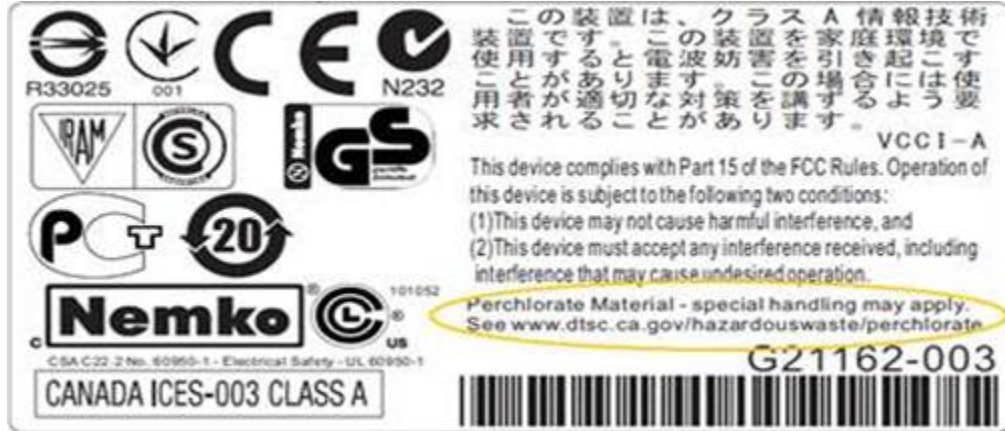 R33025
001
CE
N232
IRAM
S
Nemko
GS
PCT
20
Nemko
C
US
101052
CSA C22.2 No. 60950-1 - Electrical Safety - UL 60950-1
CANADA ICES-003 CLASS A
この装置は、クラス A 情報技術
装置です。この装置を家庭環境で
使用すると電波妨害を引き起こす
ことがあります。この場合には使
用者が適切な対策を講ずるよう要
求されることがあります。
VCCI-A
This device complies with Part 15 of the FCC Rules. Operation of
this device is subject to the following two conditions:
(1)This device may not cause harmful interference, and
(2)This device must accept any interference received, including
interference that may cause undesired operation.
Perchlorate Material - special handling may apply.
See www.dtsc.ca.gov/hazardouswaste/perchlorate
G21162-003